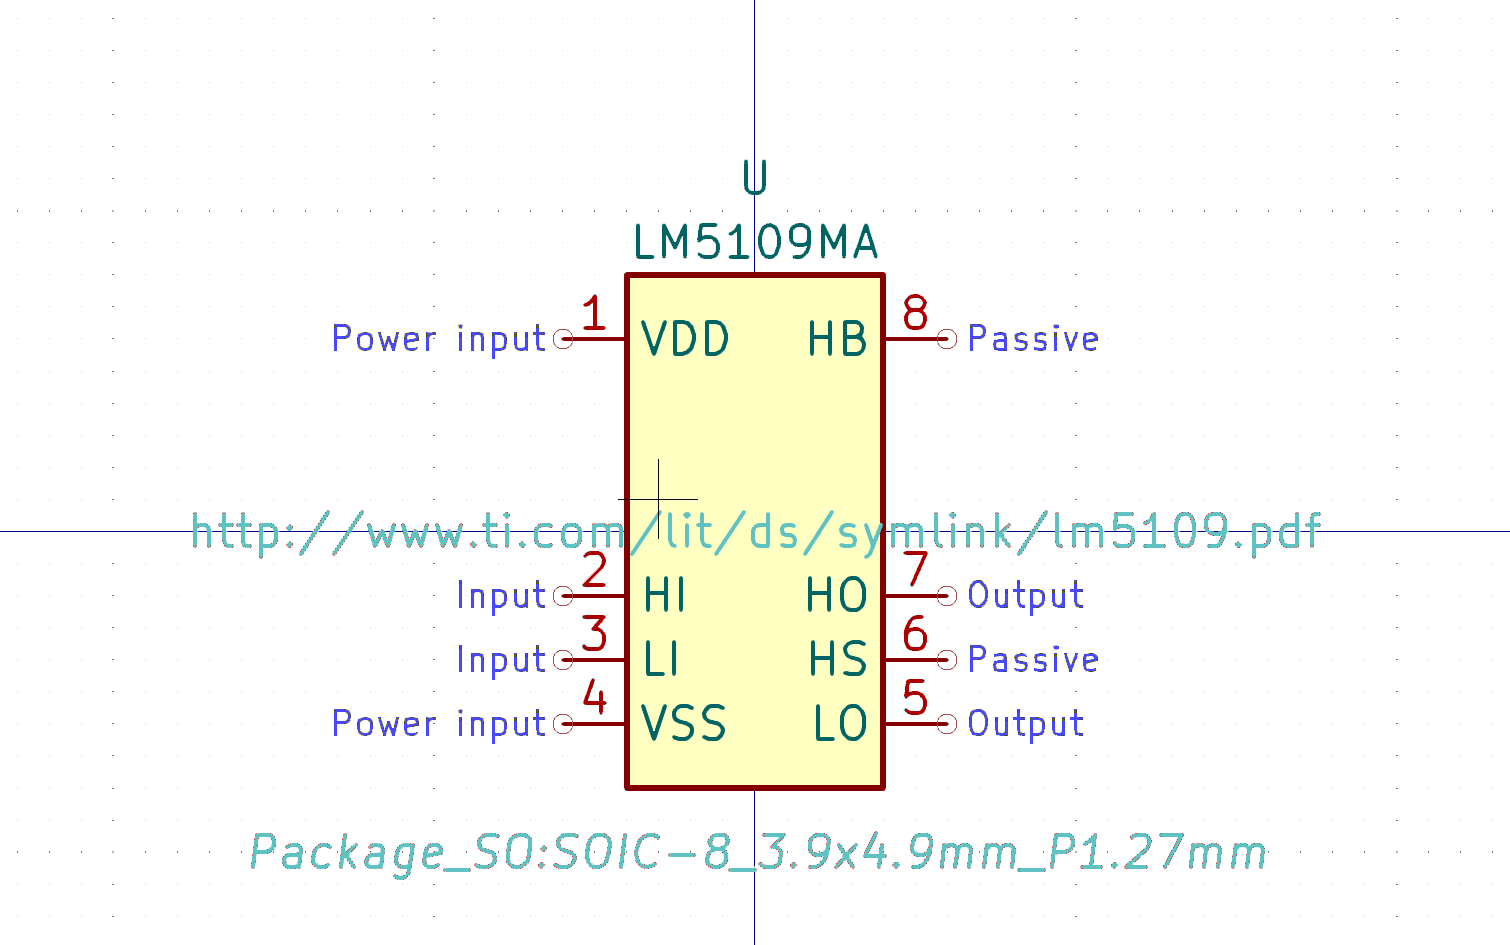 U
LM5109MA
1 8
Power input VDD HB Passive
http://www.ti.com/lit/ds/symlink/lm5109.pdf
2 7
Input HI HO Output
3 6
Input LI HS Passive
4 5
Power input VSS LO Output
Package_SO:SOIC-8_3.9x4.9mm_P1.27mm